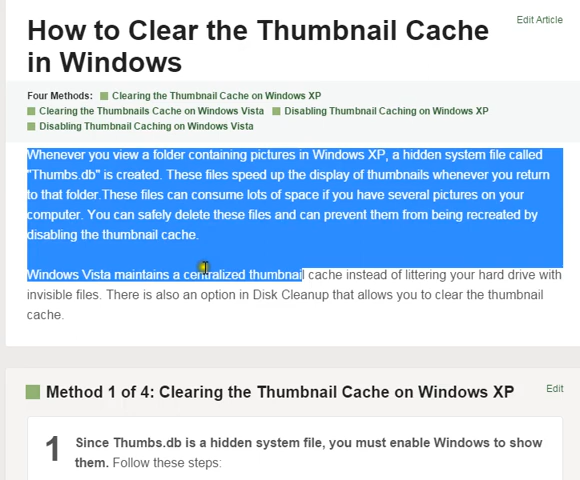 How to Clear the Thumbnail Cache
in Windows
Edit Article
Four Methods: Clearing the Thumbnail Cache on Windows XP
Clearing the Thumbnails Cache on Windows Vista Disabling Thumbnail Caching on Windows XP
Disabling Thumbnail Caching on Windows Vista
Whenever you view a folder containing pictures in Windows XP, a hidden system file called
"Thumbs.db" is created. These files speed up the display of thumbnails whenever you return
to that folder.These files can consume lots of space if you have several pictures on your
computer. You can safely delete these files and can prevent them from being recreated by
disabling the thumbnail cache.
Windows Vista maintains a centralized thumbnail cache instead of littering your hard drive with
invisible files. There is also an option in Disk Cleanup that allows you to clear the thumbnail
cache.
Method 1 of 4: Clearing the Thumbnail Cache on Windows XP
Edit
1
Since Thumbs.db is a hidden system file, you must enable Windows to show
them. Follow these steps: